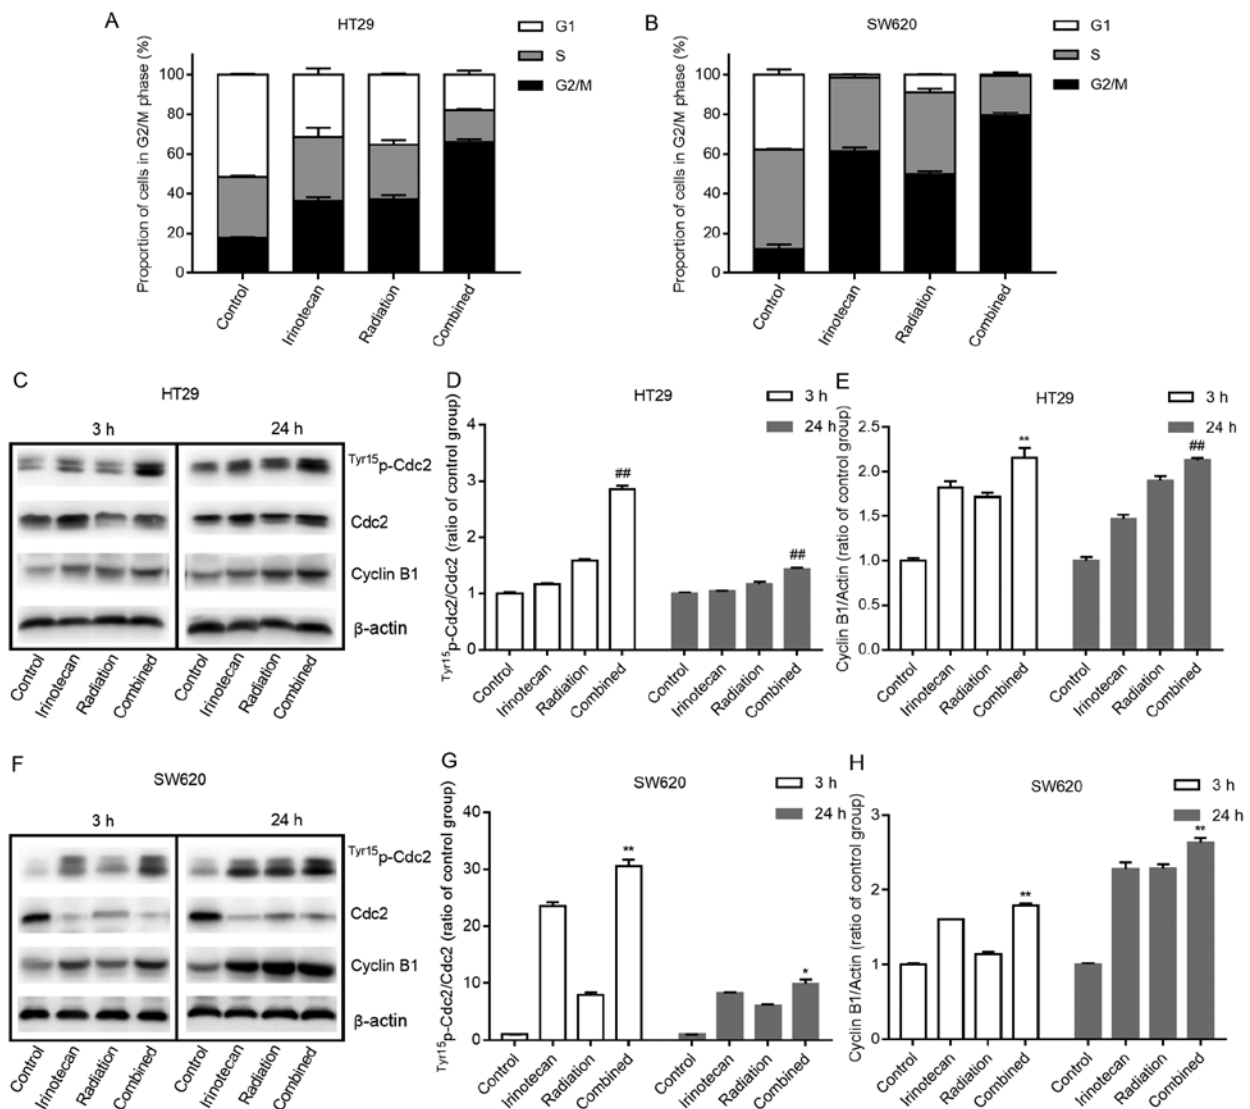 A
HT29
G1
S
G2/M
Proportion of cells in G2/M phase (%)
100
80
60
40
20
0
Control
Irinotecan
Radiation
Combined
B
SW620
G1
S
G2/M
Proportion of cells in G2/M phase (%)
100
80
60
40
20
0
Control
Irinotecan
Radiation
Combined
C
HT29
3 h
24 h
Tyr15p-Cdc2
Cdc2
Cyclin B1
β-actin
Control
Irinotecan
Radiation
Combined
Control
Irinotecan
Radiation
Combined
D
HT29
3 h
24 h
Tyr15p-Cdc2/Cdc2 (ratio of control group)
4
3
2
1
0
##
##
Control
Irinotecan
Radiation
Combined
Control
Irinotecan
Radiation
Combined
E
HT29
3 h
24 h
Cyclin B1/Actin (ratio of control group)
2.5
2.0
1.5
1.0
0.5
0.0
**
##
Control
Irinotecan
Radiation
Combined
Control
Irinotecan
Radiation
Combined
F
SW620
3 h
24 h
Tyr15p-Cdc2
Cdc2
Cyclin B1
β-actin
Control
Irinotecan
Radiation
Combined
Control
Irinotecan
Radiation
Combined
G
SW620
3 h
24 h
Tyr15p-Cdc2/Cdc2 (ratio of control group)
40
30
20
10
0
**
*
Control
Irinotecan
Radiation
Combined
Control
Irinotecan
Radiation
Combined
H
SW620
3 h
24 h
Cyclin B1/Actin (ratio of control group)
3
2
1
0
**
**
Control
Irinotecan
Radiation
Combined
Control
Irinotecan
Radiation
Combined